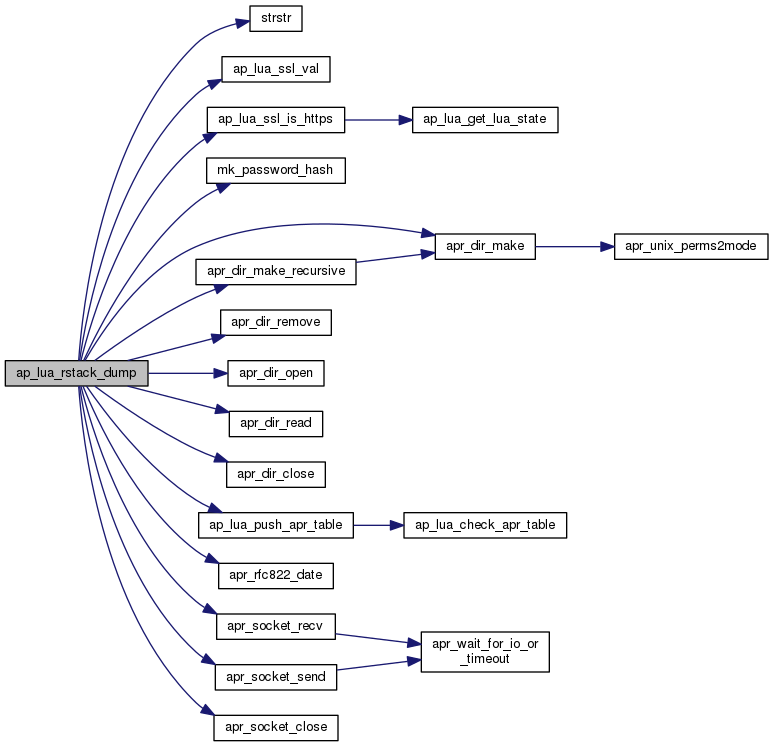 strstr
ap_lua_ssl_val
ap_lua_ssl_is_https
ap_lua_get_lua_state
mk_password_hash
apr_dir_make
apr_unix_perms2mode
apr_dir_make_recursive
apr_dir_remove
ap_lua_rstack_dump
apr_dir_open
apr_dir_read
apr_dir_close
ap_lua_push_apr_table
ap_lua_check_apr_table
apr_rfc822_date
apr_socket_recv
apr_wait_for_io_or
_timeout
apr_socket_send
apr_socket_close